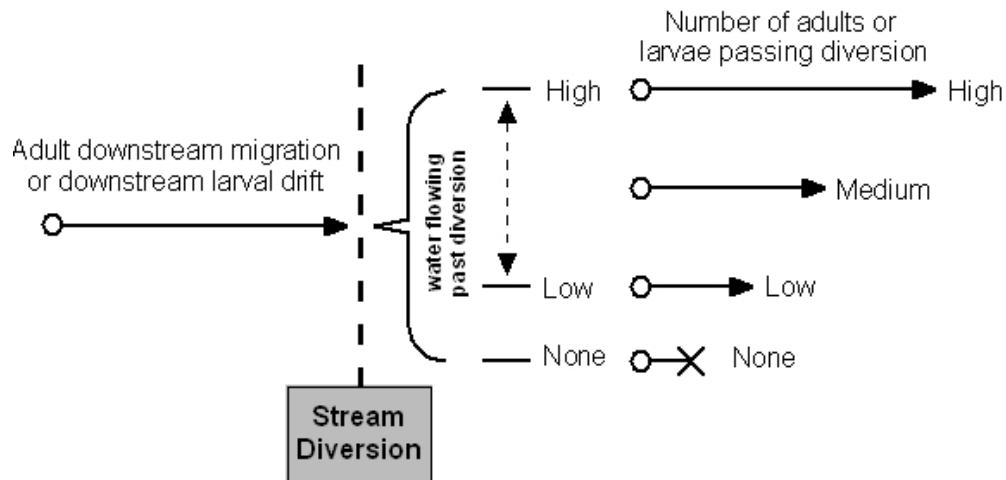 Number of adults or
larvae passing diversion
High
High
Adult downstream migration
or downstream larval drift
water flowing
past diversion
Medium
Low
Low
None
None
Stream
Diversion